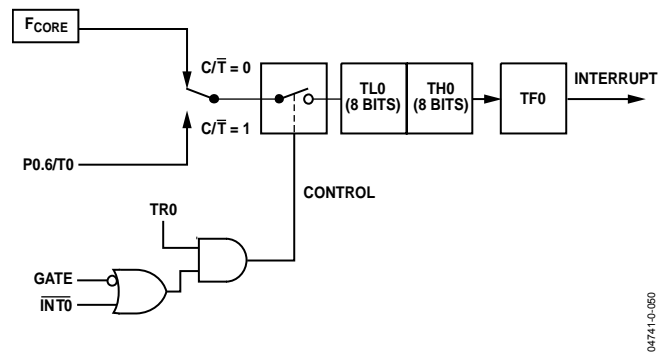 FCORE
C/T̅ = 0
C/T̅ = 1
P0.6/T0
TL0
(8 BITS)
TH0
(8 BITS)
TF0
INTERRUPT
CONTROL
TR0
GATE
I̅N̅T̅0̅
04741-0-050